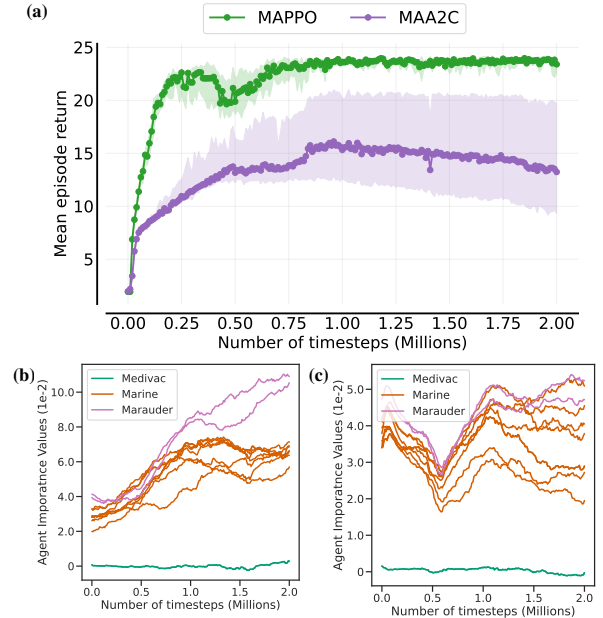 (a)
MAPPO MAA2C
Mean episode return
25
20
15
10
5
0.00 0.25 0.50 0.75 1.00 1.25 1.50 1.75 2.00
Number of timesteps (Millions)
(b)
Medivac
Marine
Marauder
Agent Imporatnce Values (1e-2)
10.0
8.0
6.0
4.0
2.0
0
0.0 0.5 1.0 1.5 2.0
Number of timesteps (Millions)
(c)
Medivac
Marine
Marauder
Agent Imporatnce Values (1e-2)
5.0
4.0
3.0
2.0
1.0
0
0.0 0.5 1.0 1.5 2.0
Number of timesteps (Millions)